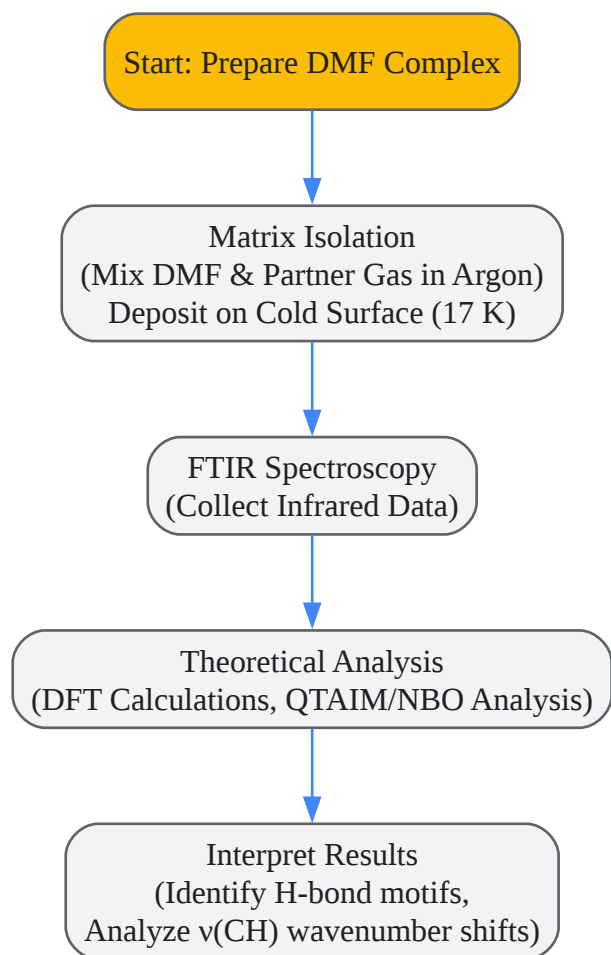 Start: Prepare DMF Complex
Matrix Isolation
(Mix DMF & Partner Gas in Argon)
Deposit on Cold Surface (17 K)
FTIR Spectroscopy
(Collect Infrared Data)
Theoretical Analysis
(DFT Calculations, QTAIM/NBO Analysis)
Interpret Results
(Identify H-bond motifs,
Analyze ν(CH) wavenumber shifts)